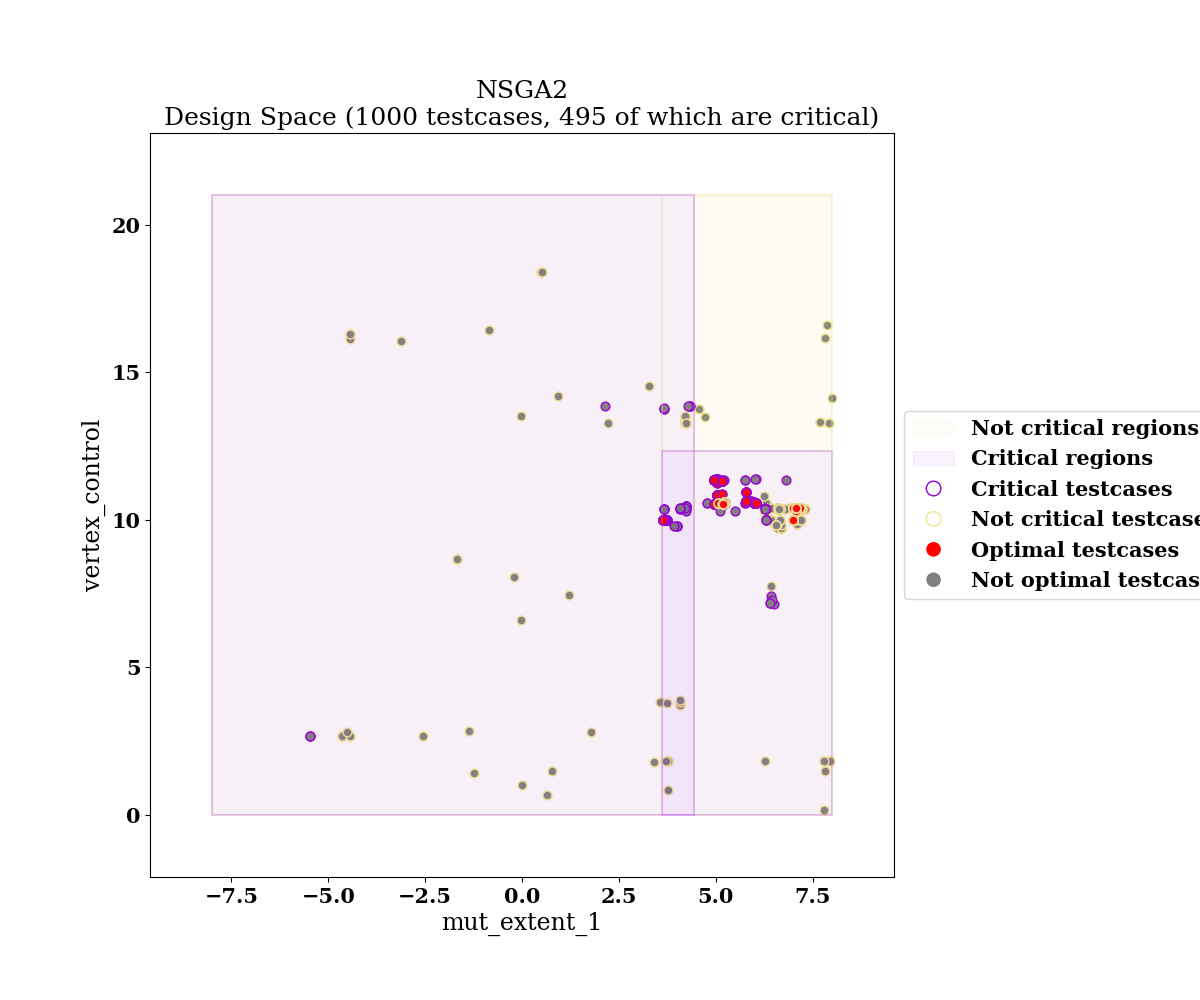 NSGA2
Design Space (1000 testcases, 495 of which are critical)
20
15
10
5
0
vertex_control
−7.5
−5.0
−2.5
0.0
2.5
5.0
7.5
mut_extent_1
Not critical regions
Critical regions
Critical testcases
Not critical testcase
Optimal testcases
Not optimal testcas